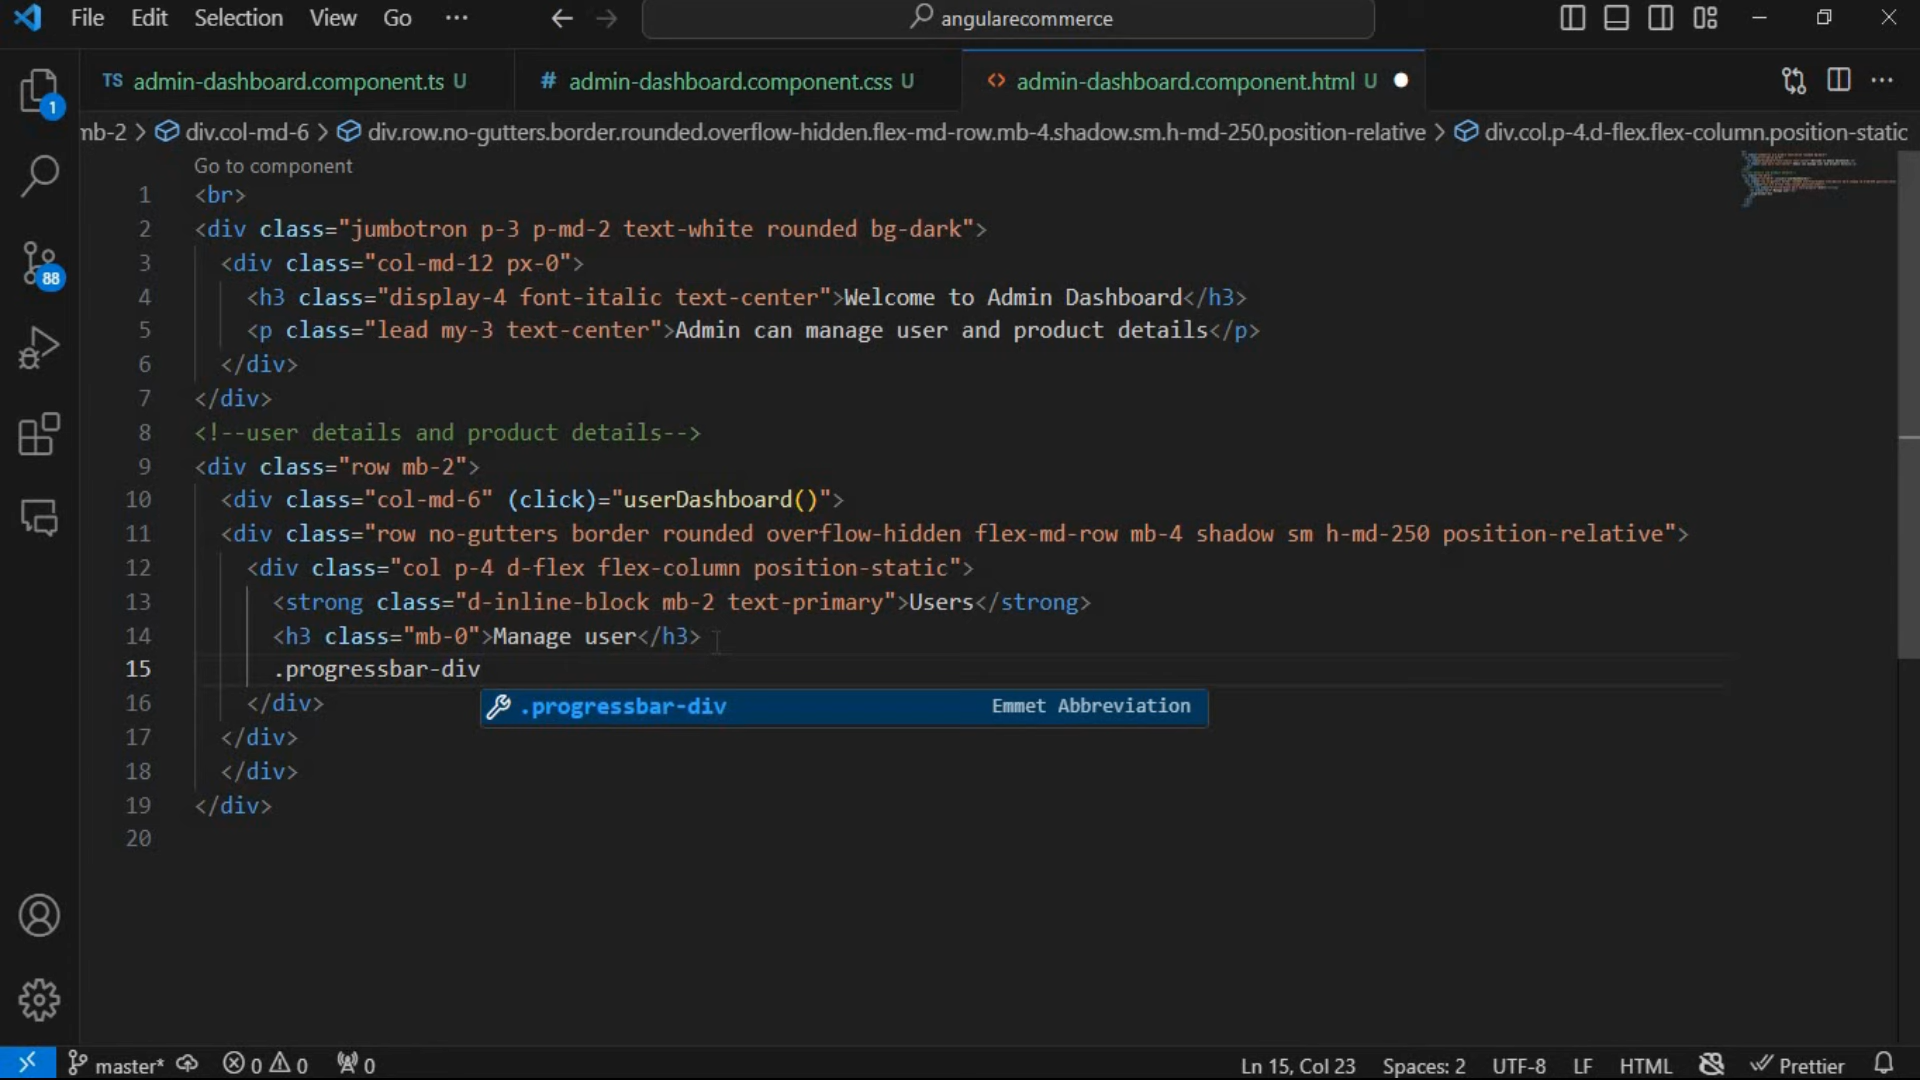 File Edit Selection View Go ··· angularecommerce
TS admin-dashboard.component.ts U # admin-dashboard.component.css U <> admin-dashboard.component.html U
mb-2 > div.col-md-6 > div.row.no-gutters.border.rounded.overflow-hidden.flex-md-row.mb-4.shadow.sm.h-md-250.position-relative > div.col.p-4.d-flex.flex-column.position-static
Go to component
1 <br>
2 <div class="jumbotron p-3 p-md-2 text-white rounded bg-dark">
3 <div class="col-md-12 px-0">
4 <h3 class="display-4 font-italic text-center">Welcome to Admin Dashboard</h3>
5 <p class="lead my-3 text-center">Admin can manage user and product details</p>
6 </div>
7 </div>
8 <!--user details and product details-->
9 <div class="row mb-2">
10 <div class="col-md-6" (click)="userDashboard()">
11 <div class="row no-gutters border rounded overflow-hidden flex-md-row mb-4 shadow sm h-md-250 position-relative">
12 <div class="col p-4 d-flex flex-column position-static">
13 <strong class="d-inline-block mb-2 text-primary">Users</strong>
14 <h3 class="mb-0">Manage user</h3>
15 .progressbar-div
16 </div>
.progressbar-div Emmet Abbreviation
17 </div>
18 </div>
19 </div>
20
1
88
master* 0 0 0 Ln 15, Col 23 Spaces: 2 UTF-8 LF HTML Prettier